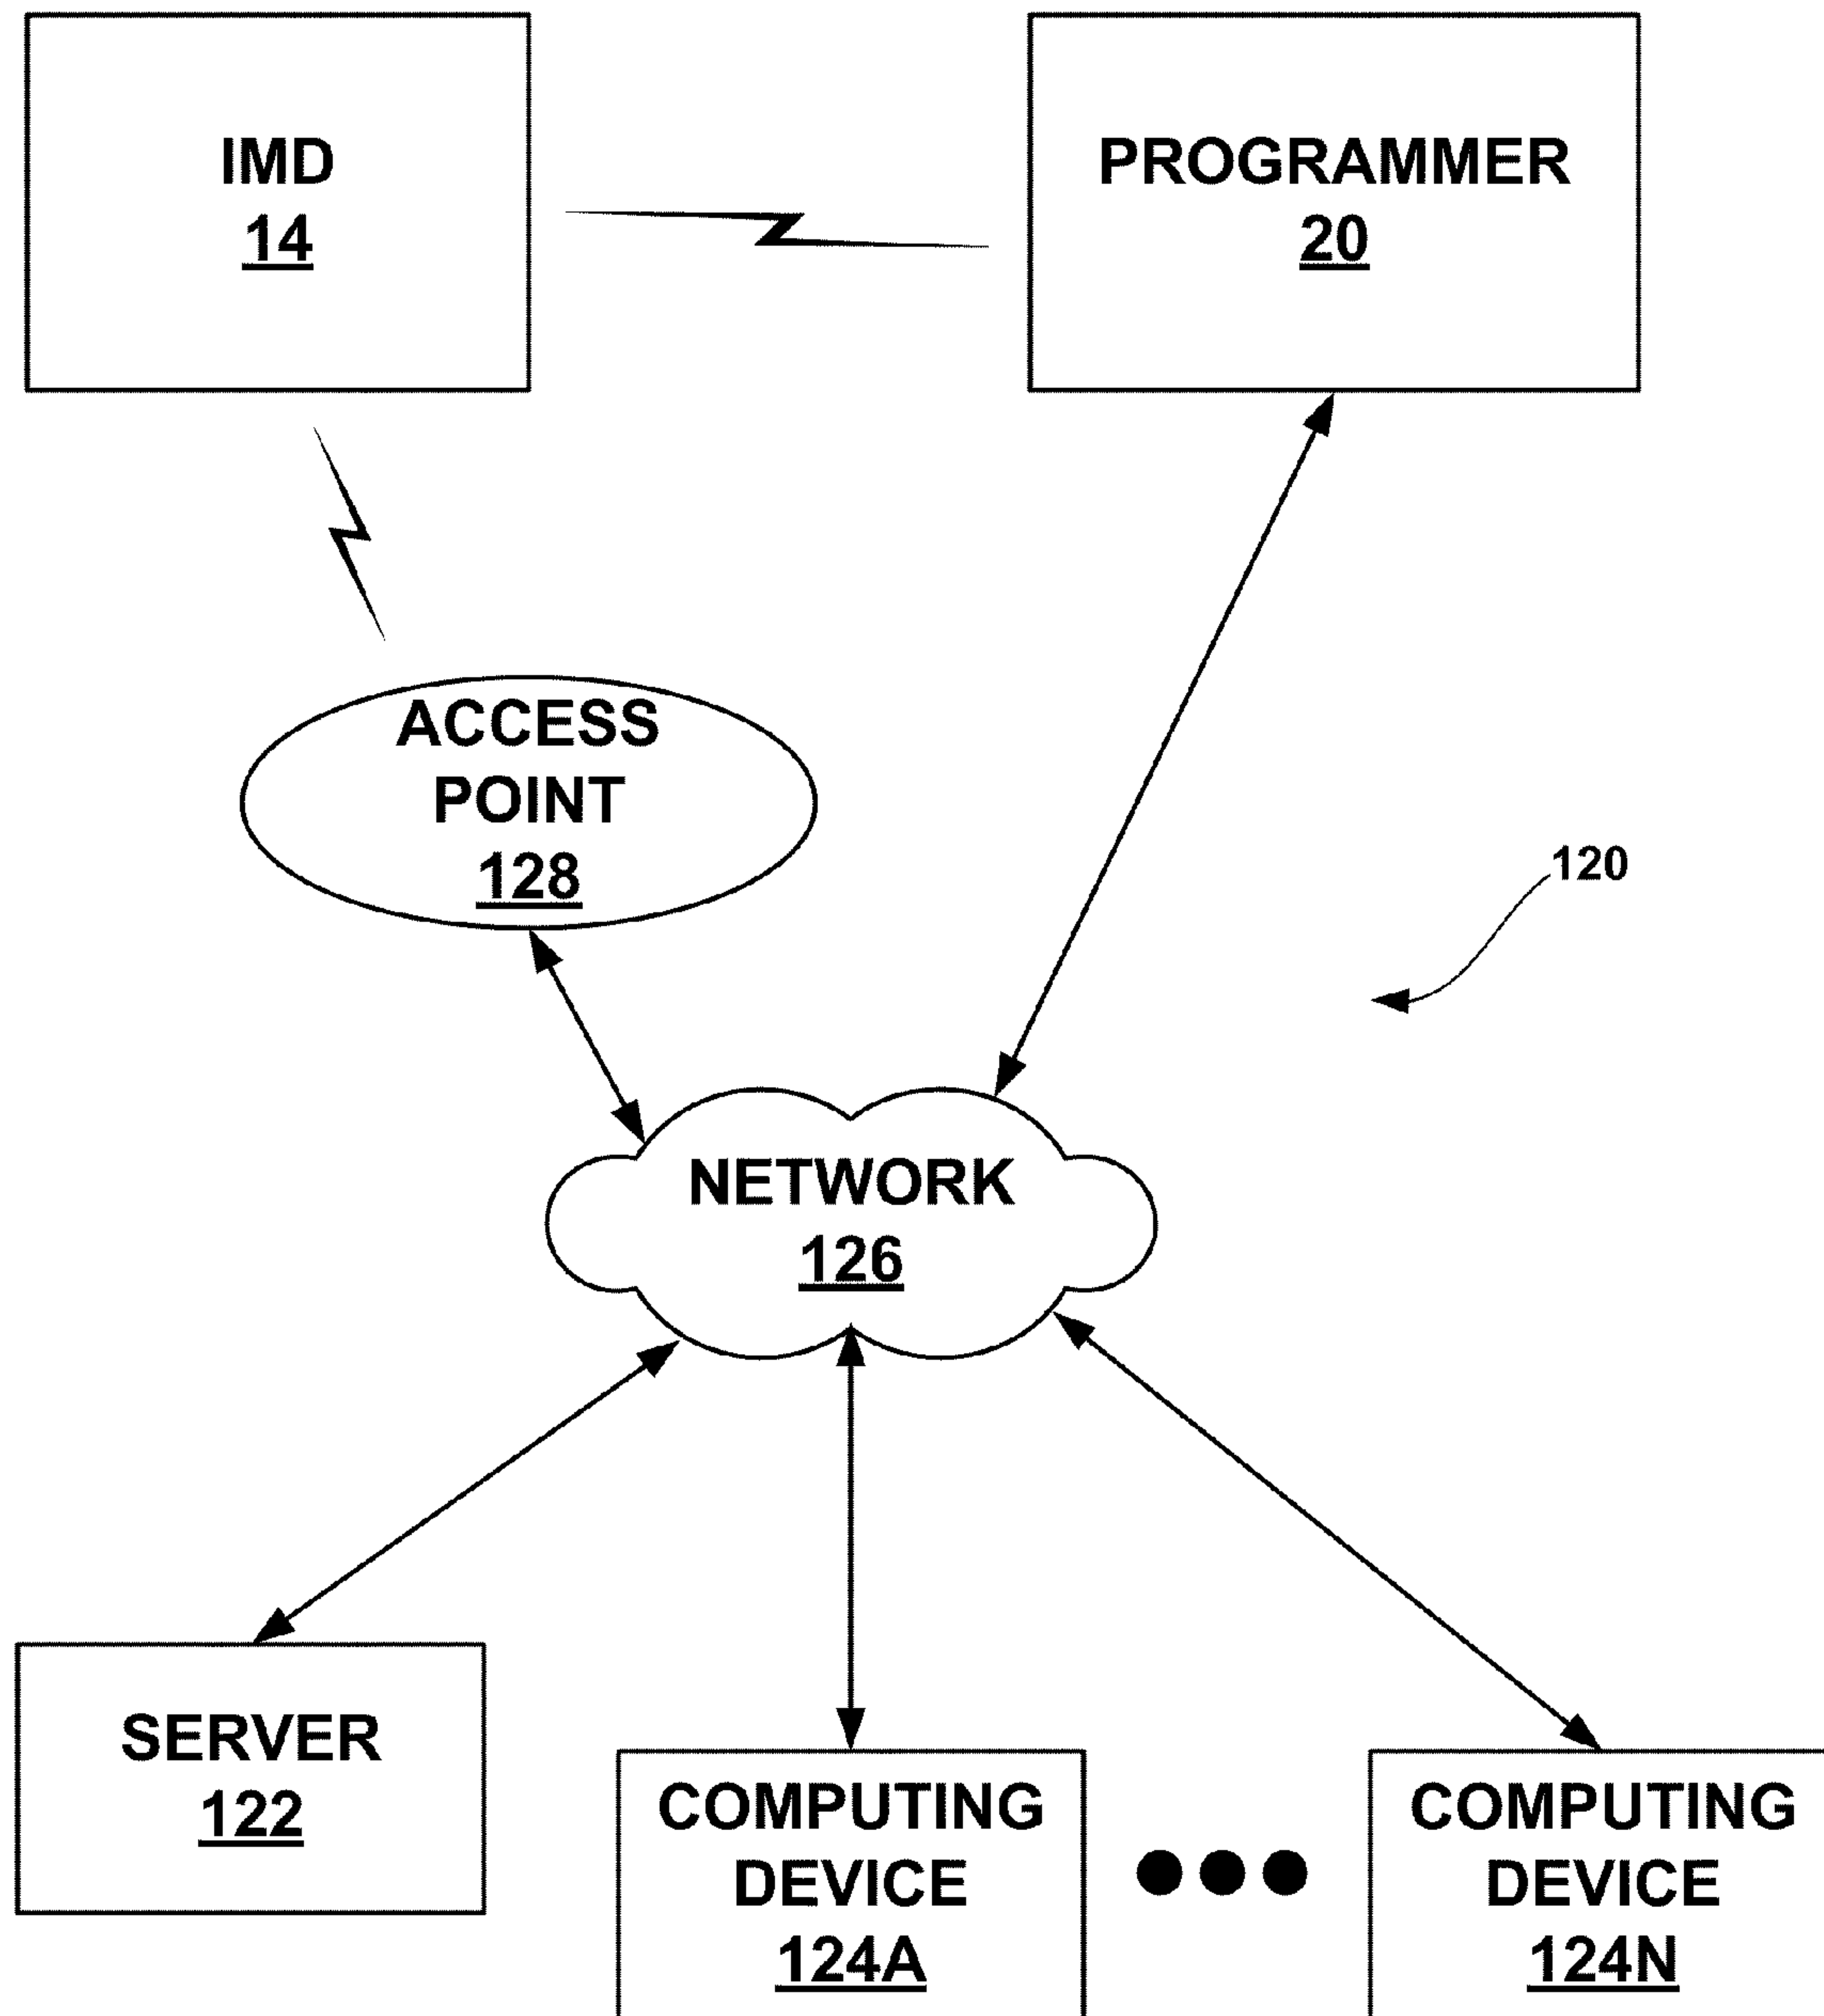 IMD
14
PROGRAMMER
20
ACCESS
POINT
128
120
NETWORK
126
SERVER
122
COMPUTING
DEVICE
124A
COMPUTING
DEVICE
124N